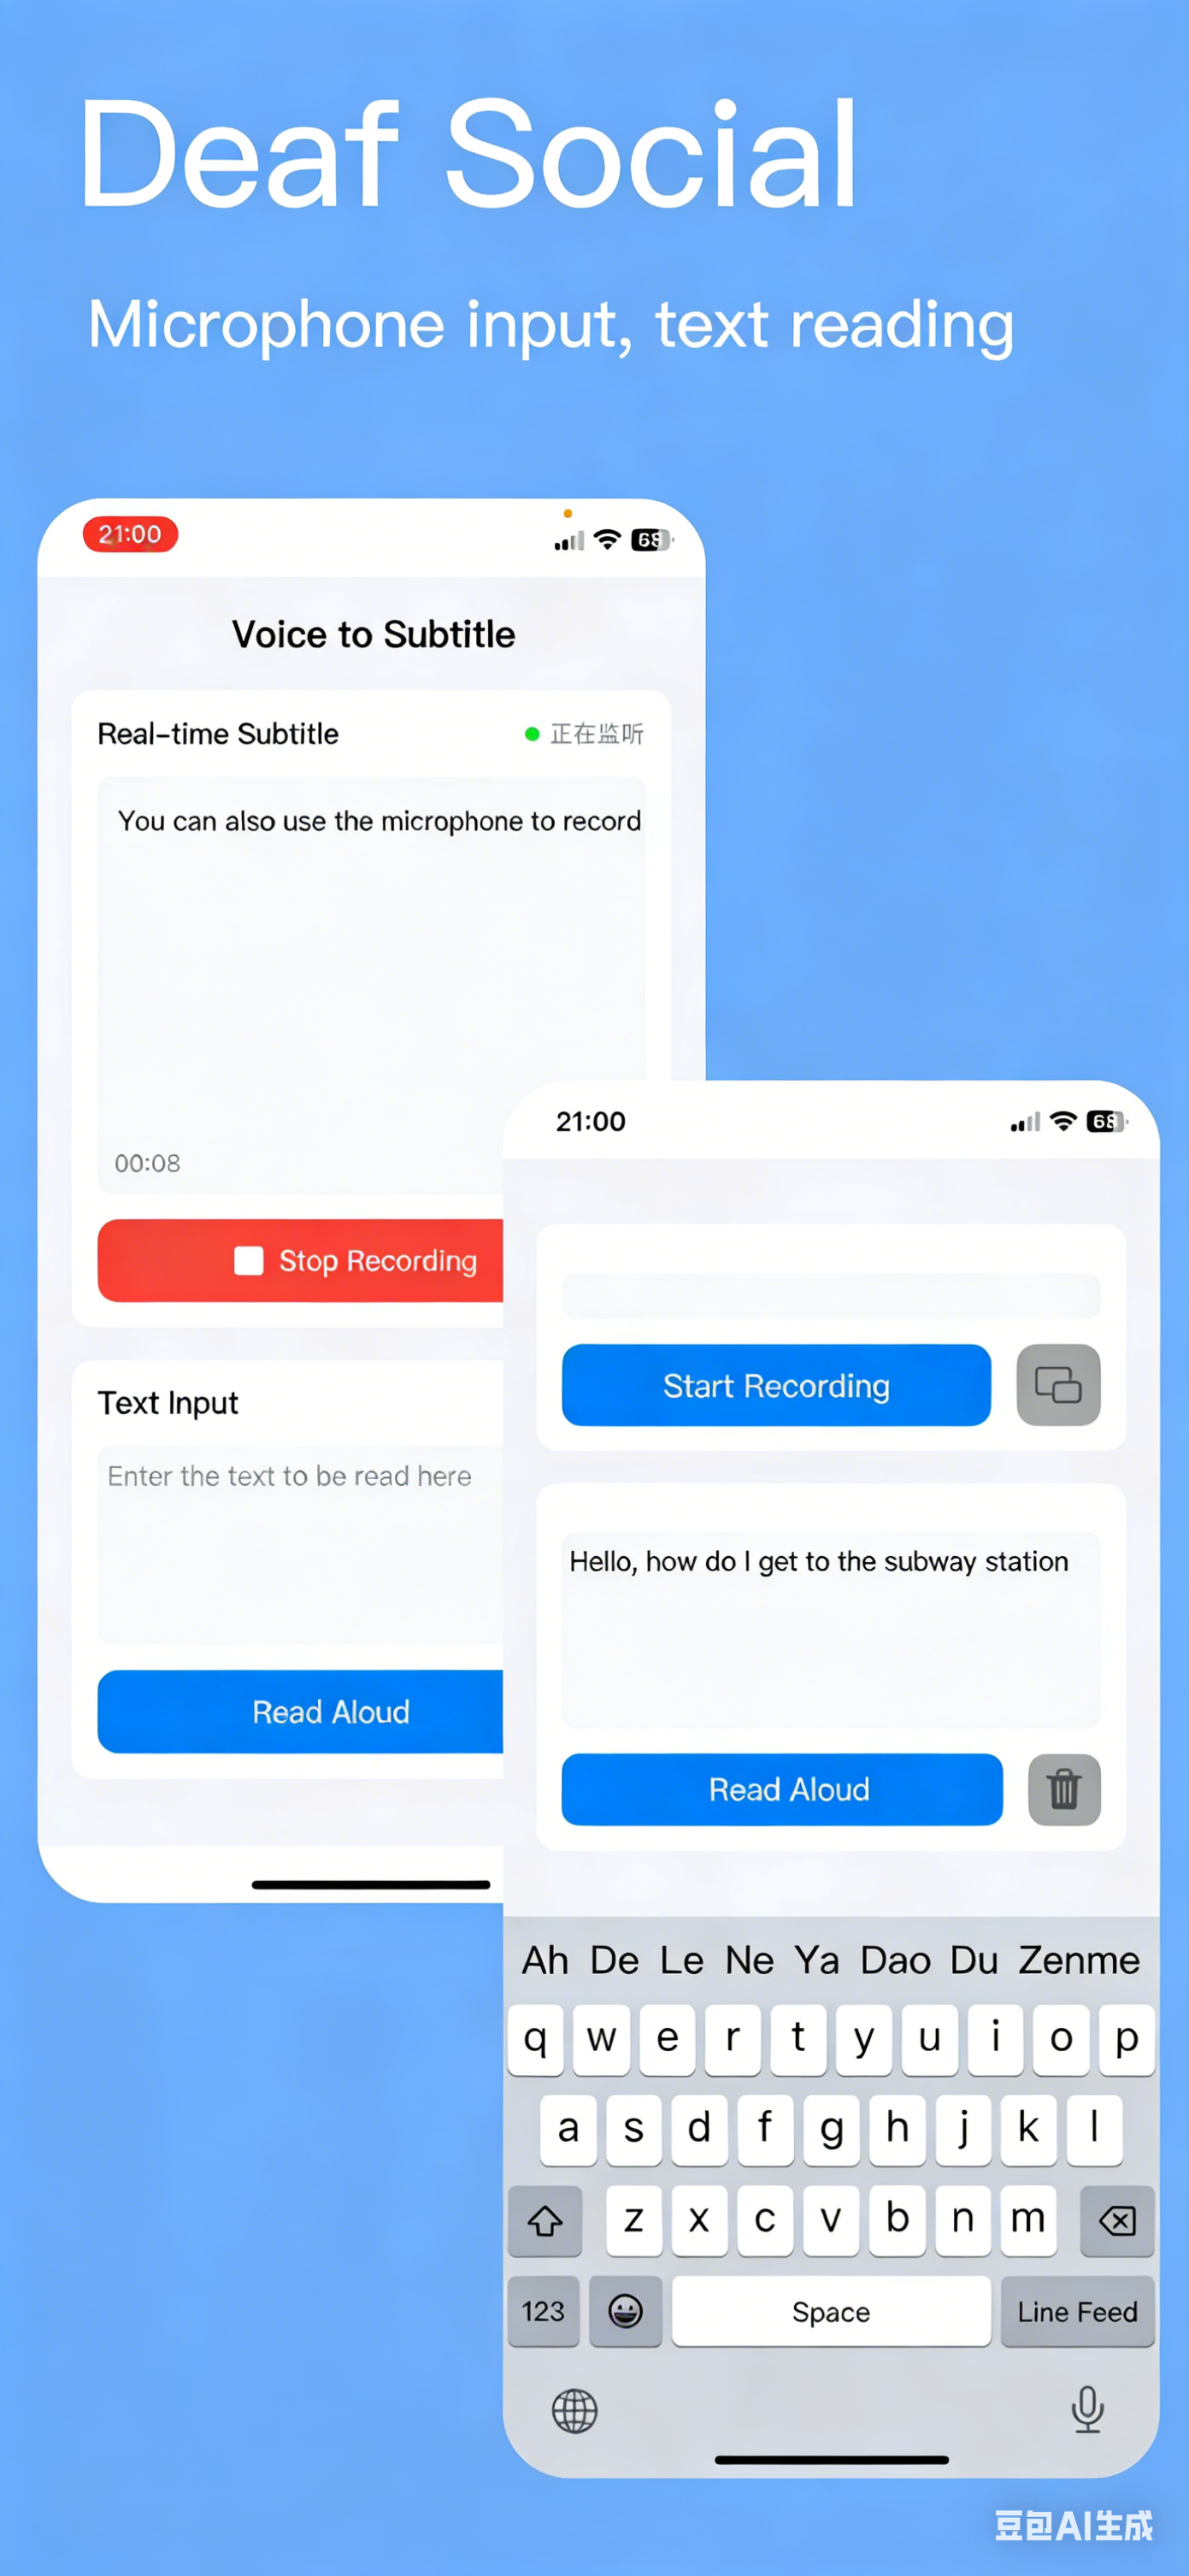 Deaf Social
Microphone input, text reading
21:00
Voice to Subtitle
Real-time Subtitle
正在监听
You can also use the microphone to record
00:08
Stop Recording
Text Input
Enter the text to be read here
Read Aloud
21:00
68
Start Recording
Hello, how do I get to the subway station
Read Aloud
Ah De Le Ne Ya Dao Du Zenme
q w e r t y u i o p
a s d f g h j k l
z x c v b n m
123 Space Line Feed
豆包AI生成